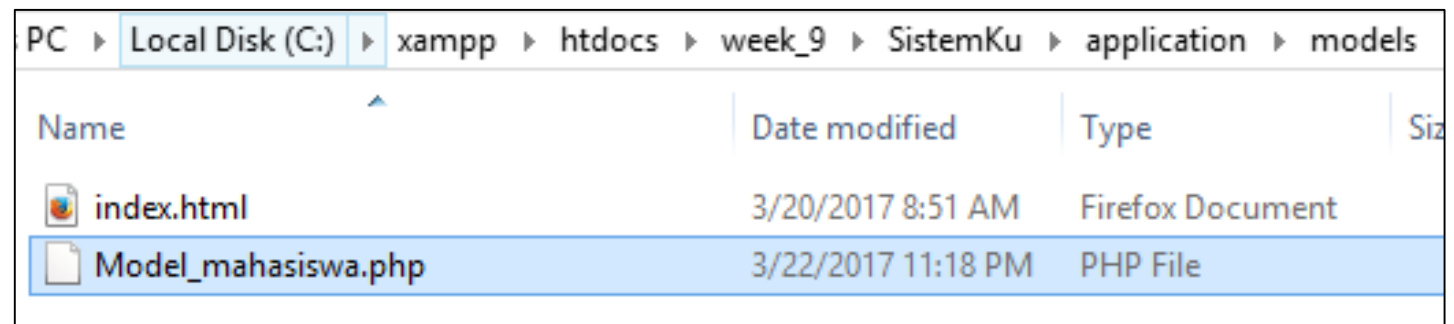 PC Local Disk (C:) xampp htdocs week_9 SistemKu application models
Name Date modified Type
index.html 3/20/2017 8:51 AM Firefox Document
Model_mahasiswa.php 3/22/2017 11:18 PM PHP File